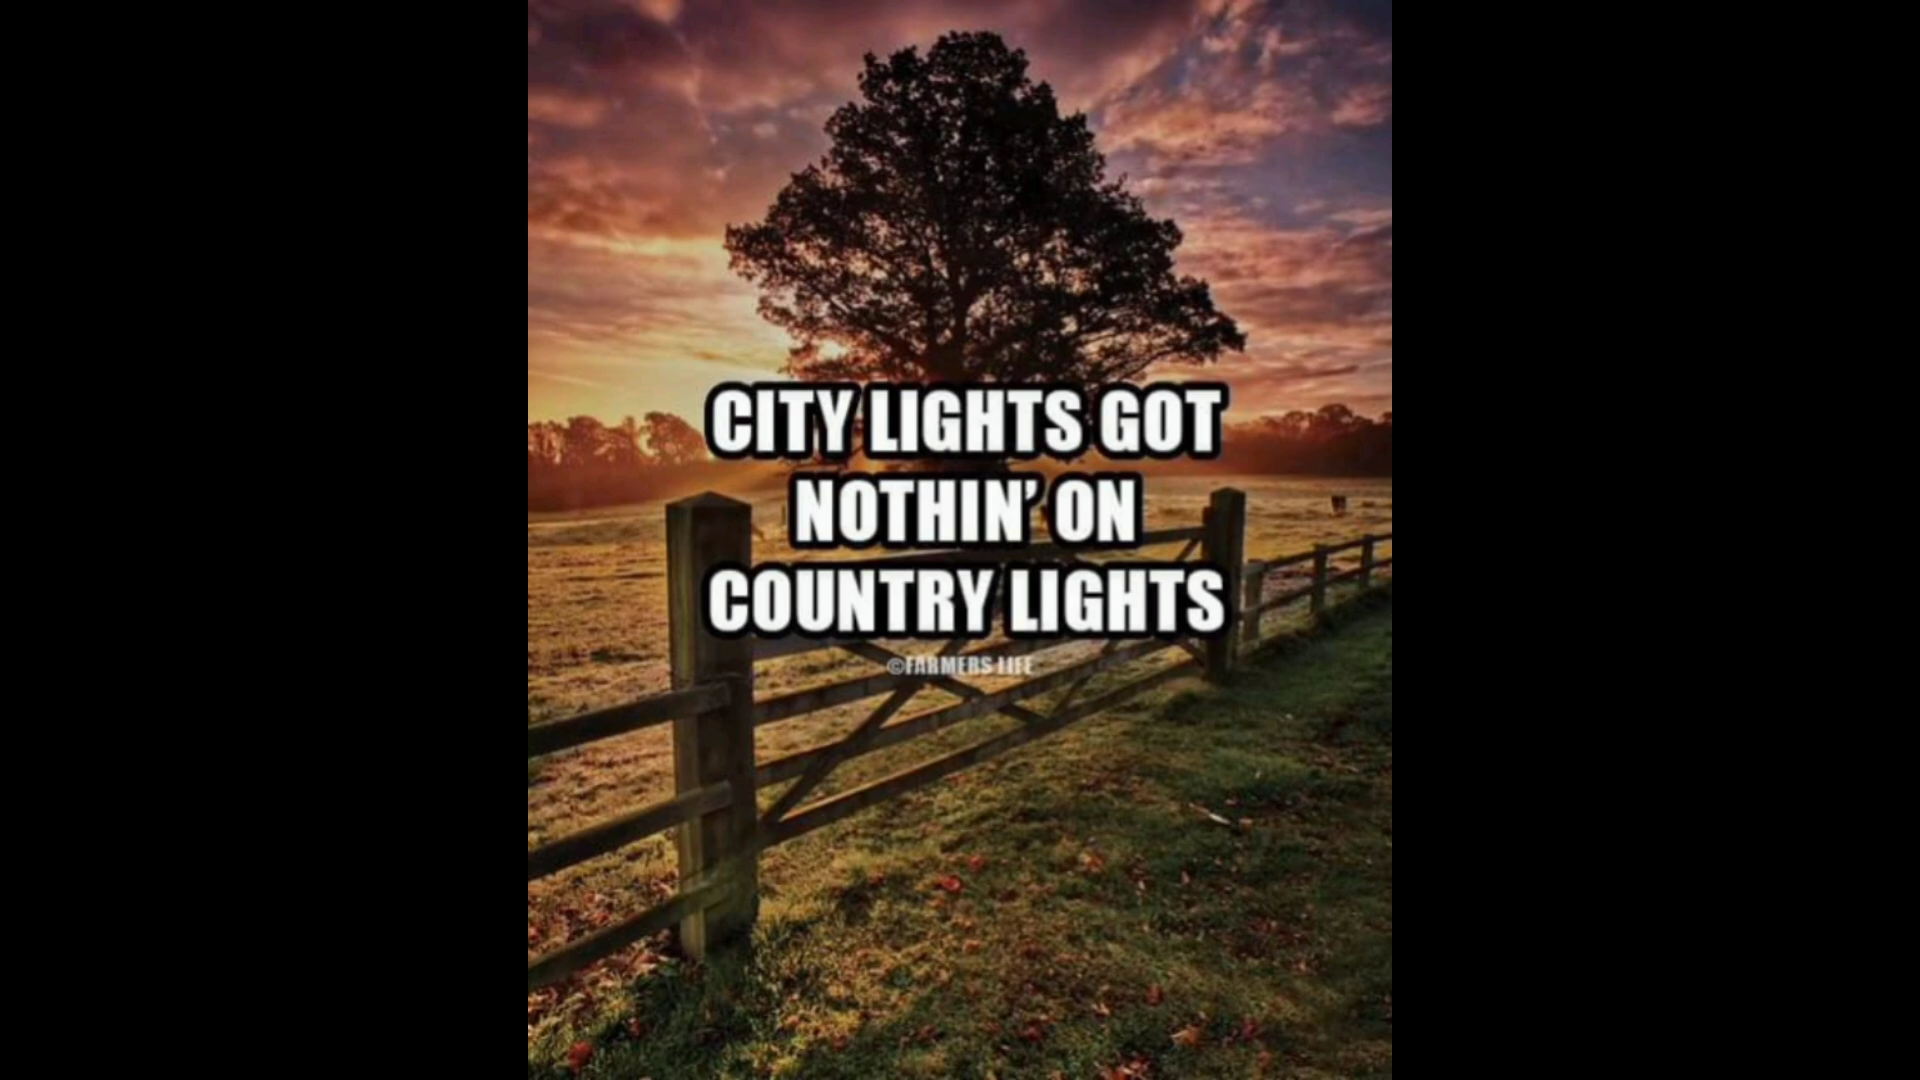 CITY LIGHTS GOT
NOTHIN' ON
COUNTRY LIGHTS
©FARMERS LIFE